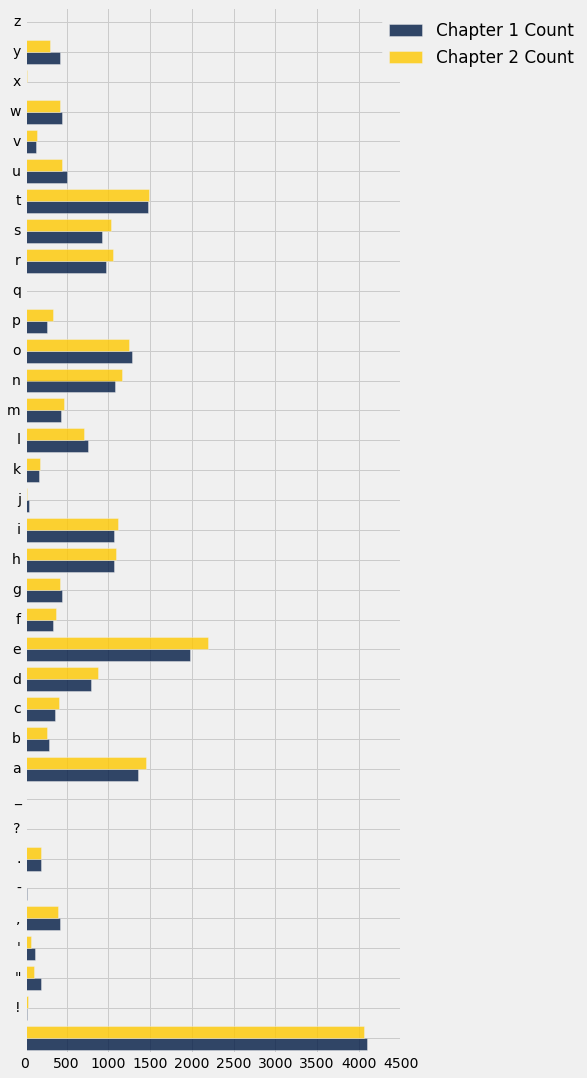 z
y
x
w
v
u
t
s
r
q
p
o
n
m
l
k
j
i
h
g
f
e
d
c
b
a
_
?
.
-
,
'
"
!
0 500 1000 1500 2000 2500 3000 3500 4000 4500
Chapter 1 Count
Chapter 2 Count